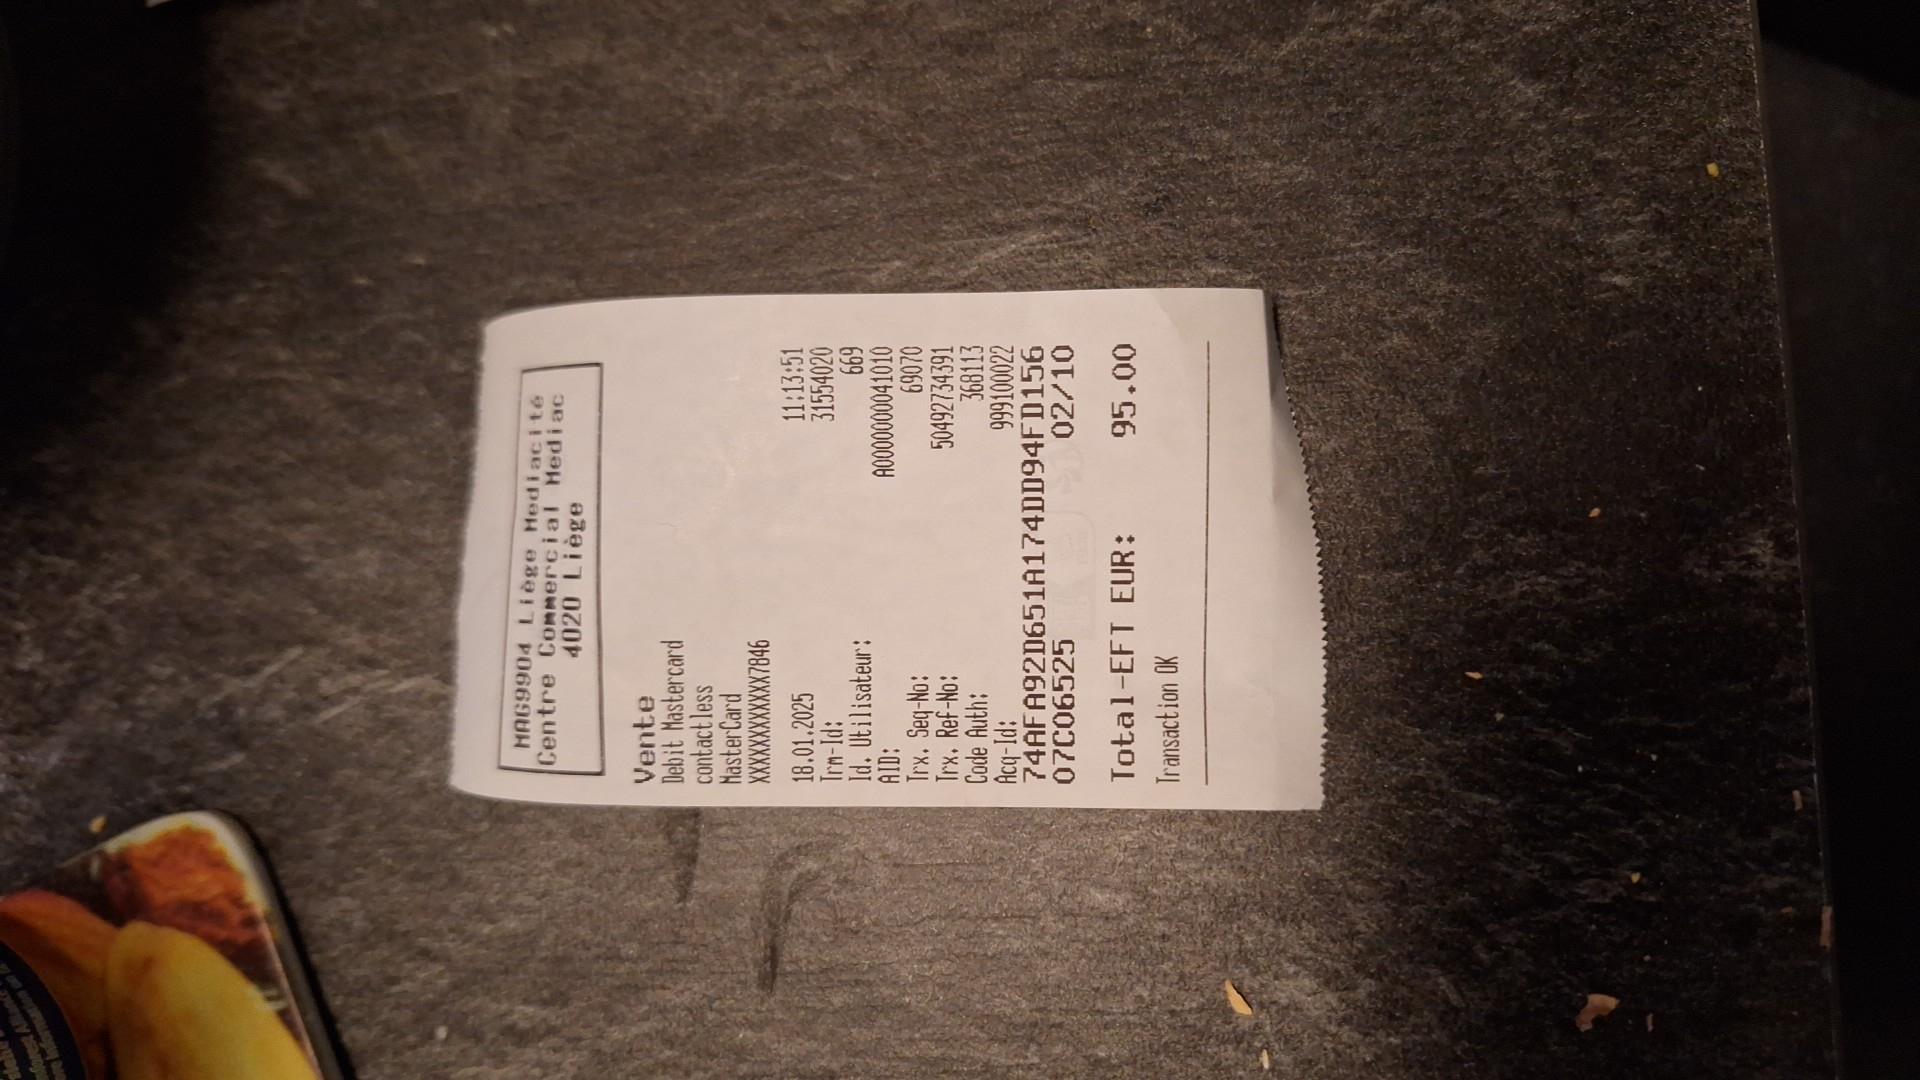 MAG9904 Liège Mediacité
Centre Commercial Mediac
4020 Liège
Vente
Debit Mastercard
contactless
MasterCard
XXXXXXXXXXXX7846
18.01.2025 11:13:51
Trm-Id: 31554020
Id. Utilisateur: 669
AID: A0000000041010
Trx. Seq-No: 69070
Trx. Ref-No: 50492734391
Code Auth: 368113
Acq-Id: 999100022
74AFA92D651A174DD94FD156
07CC06525 02/10
Total-EFT EUR: 95.00
Transaction OK